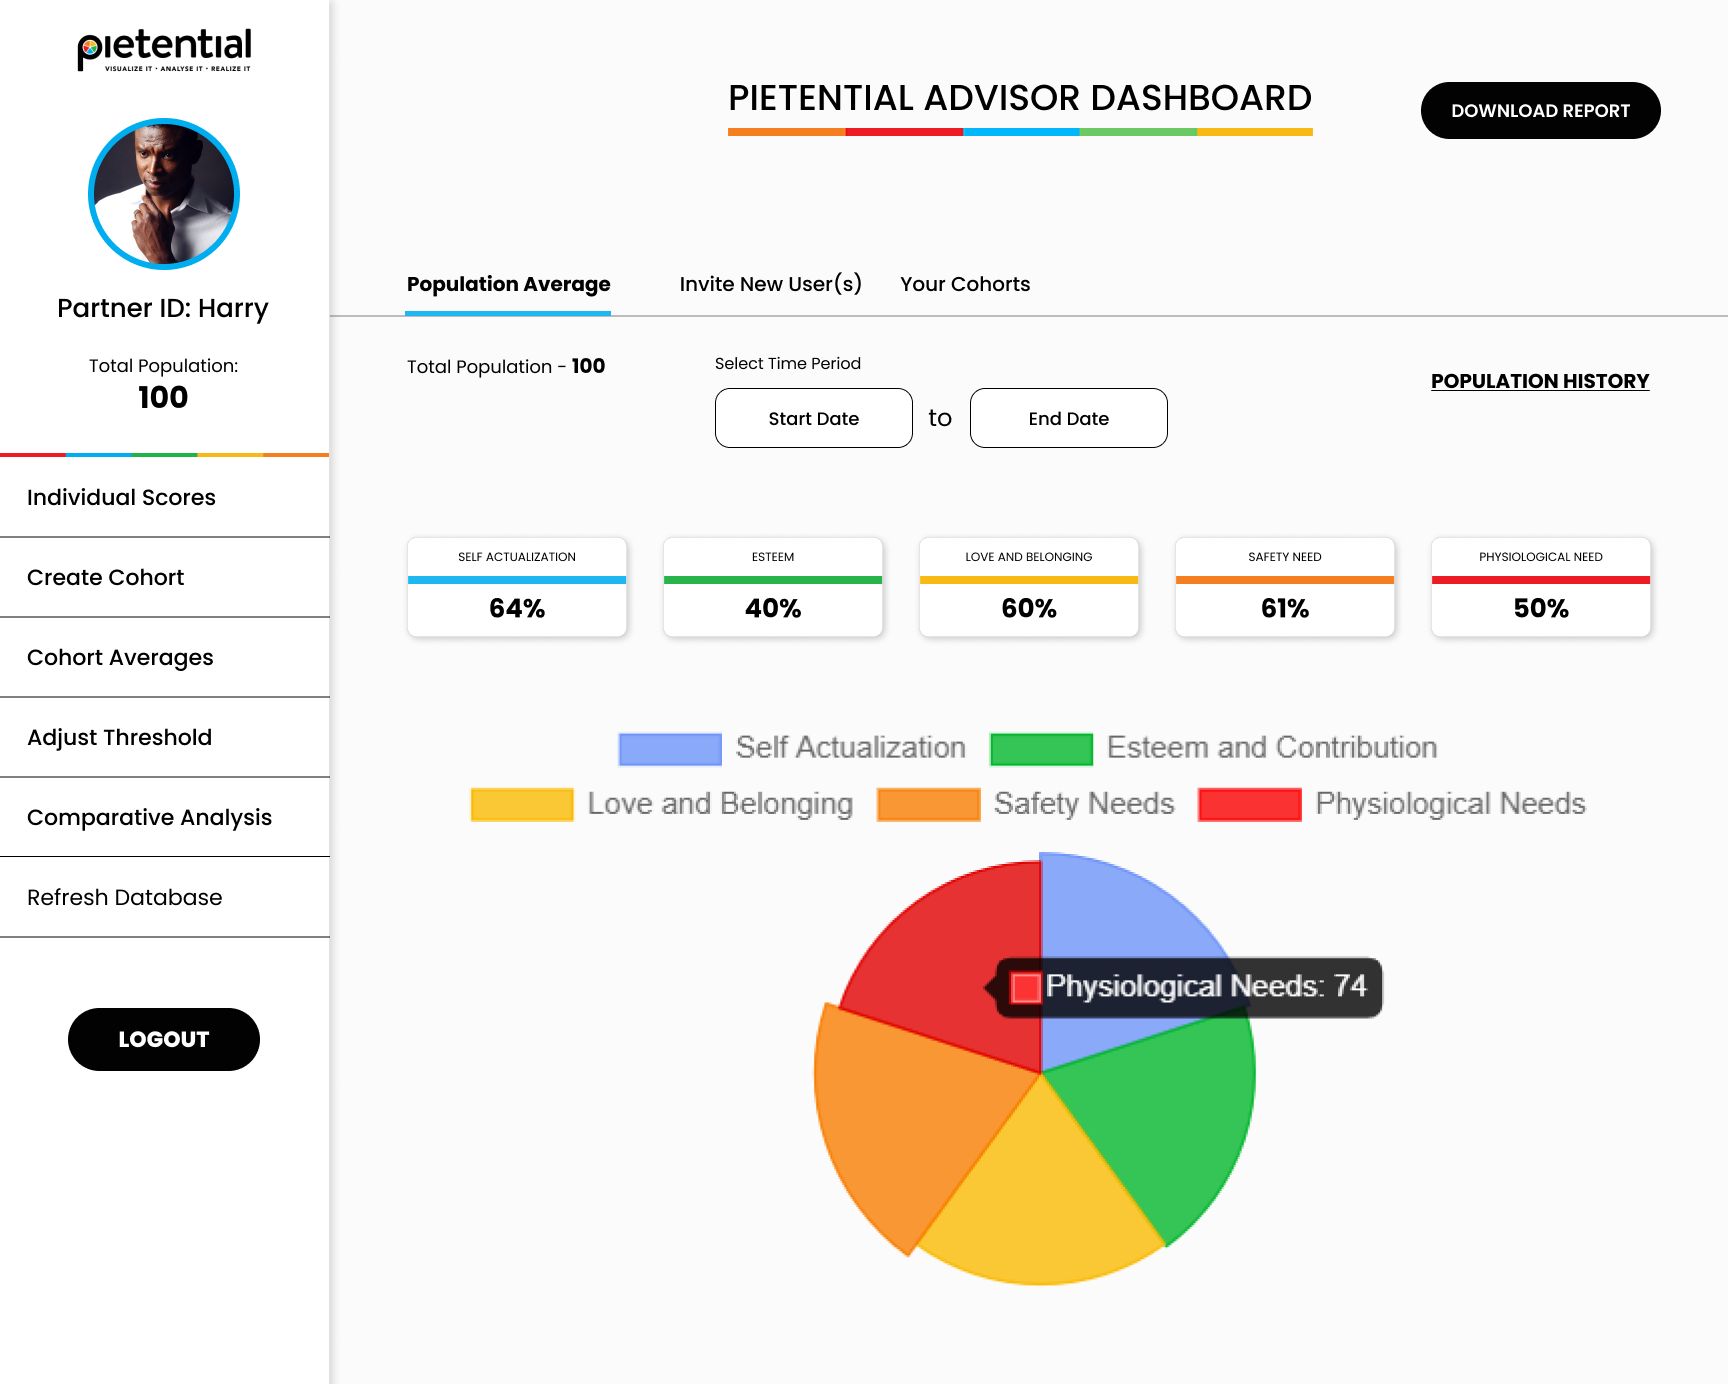 pietential
VISUALIZE IT · ANALYSE IT · REALIZE IT
Partner ID: Harry
Total Population:
100
Individual Scores
Create Cohort
Cohort Averages
Adjust Threshold
Comparative Analysis
Refresh Database
LOGOUT
PIETENTIAL ADVISOR DASHBOARD
DOWNLOAD REPORT
Population Average
Invite New User(s)
Your Cohorts
Total Population - 100
Select Time Period
Start Date to End Date
POPULATION HISTORY
SELF ACTUALIZATION
64%
ESTEEM
40%
LOVE AND BELONGING
60%
SAFETY NEED
61%
PHYSIOLOGICAL NEED
50%
Self Actualization Esteem and Contribution
Love and Belonging Safety Needs Physiological Needs
Physiological Needs: 74